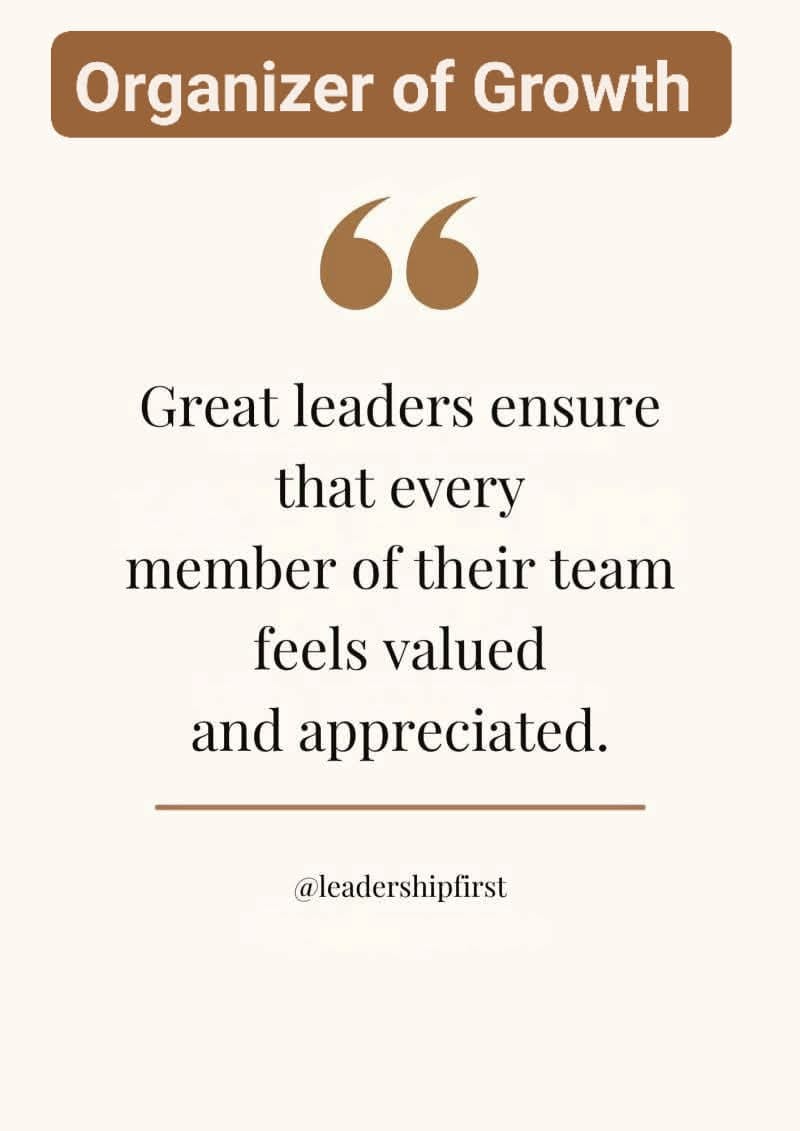 Organizer of Growth
“
Great leaders ensure
that every
member of their team
feels valued
and appreciated.
@leadershipfirst